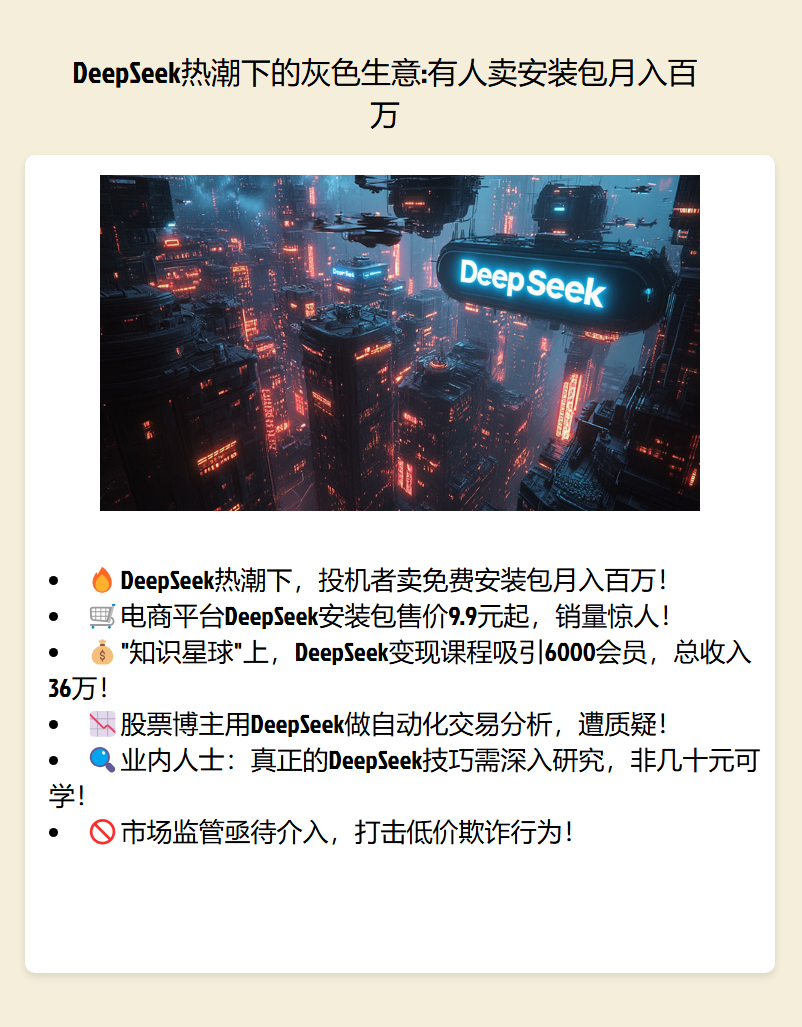 DeepSeek热潮下的灰色生意:有人卖安装包月入百
万
DeepSeek
DeepSeek
• 🔥 DeepSeek热潮下，投机者卖免费安装包月入百万！
• 🛒 电商平台DeepSeek安装包售价9.9元起，销量惊人！
• 💰 "知识星球"上，DeepSeek变现课程吸引6000会员，总收入
36万！
• 📉 股票博主用DeepSeek做自动化交易分析，遭质疑！
• 🔍 业内人士：真正的DeepSeek技巧需深入研究，非几十元可
学！
• 🚫 市场监管亟待介入，打击低价欺诈行为！